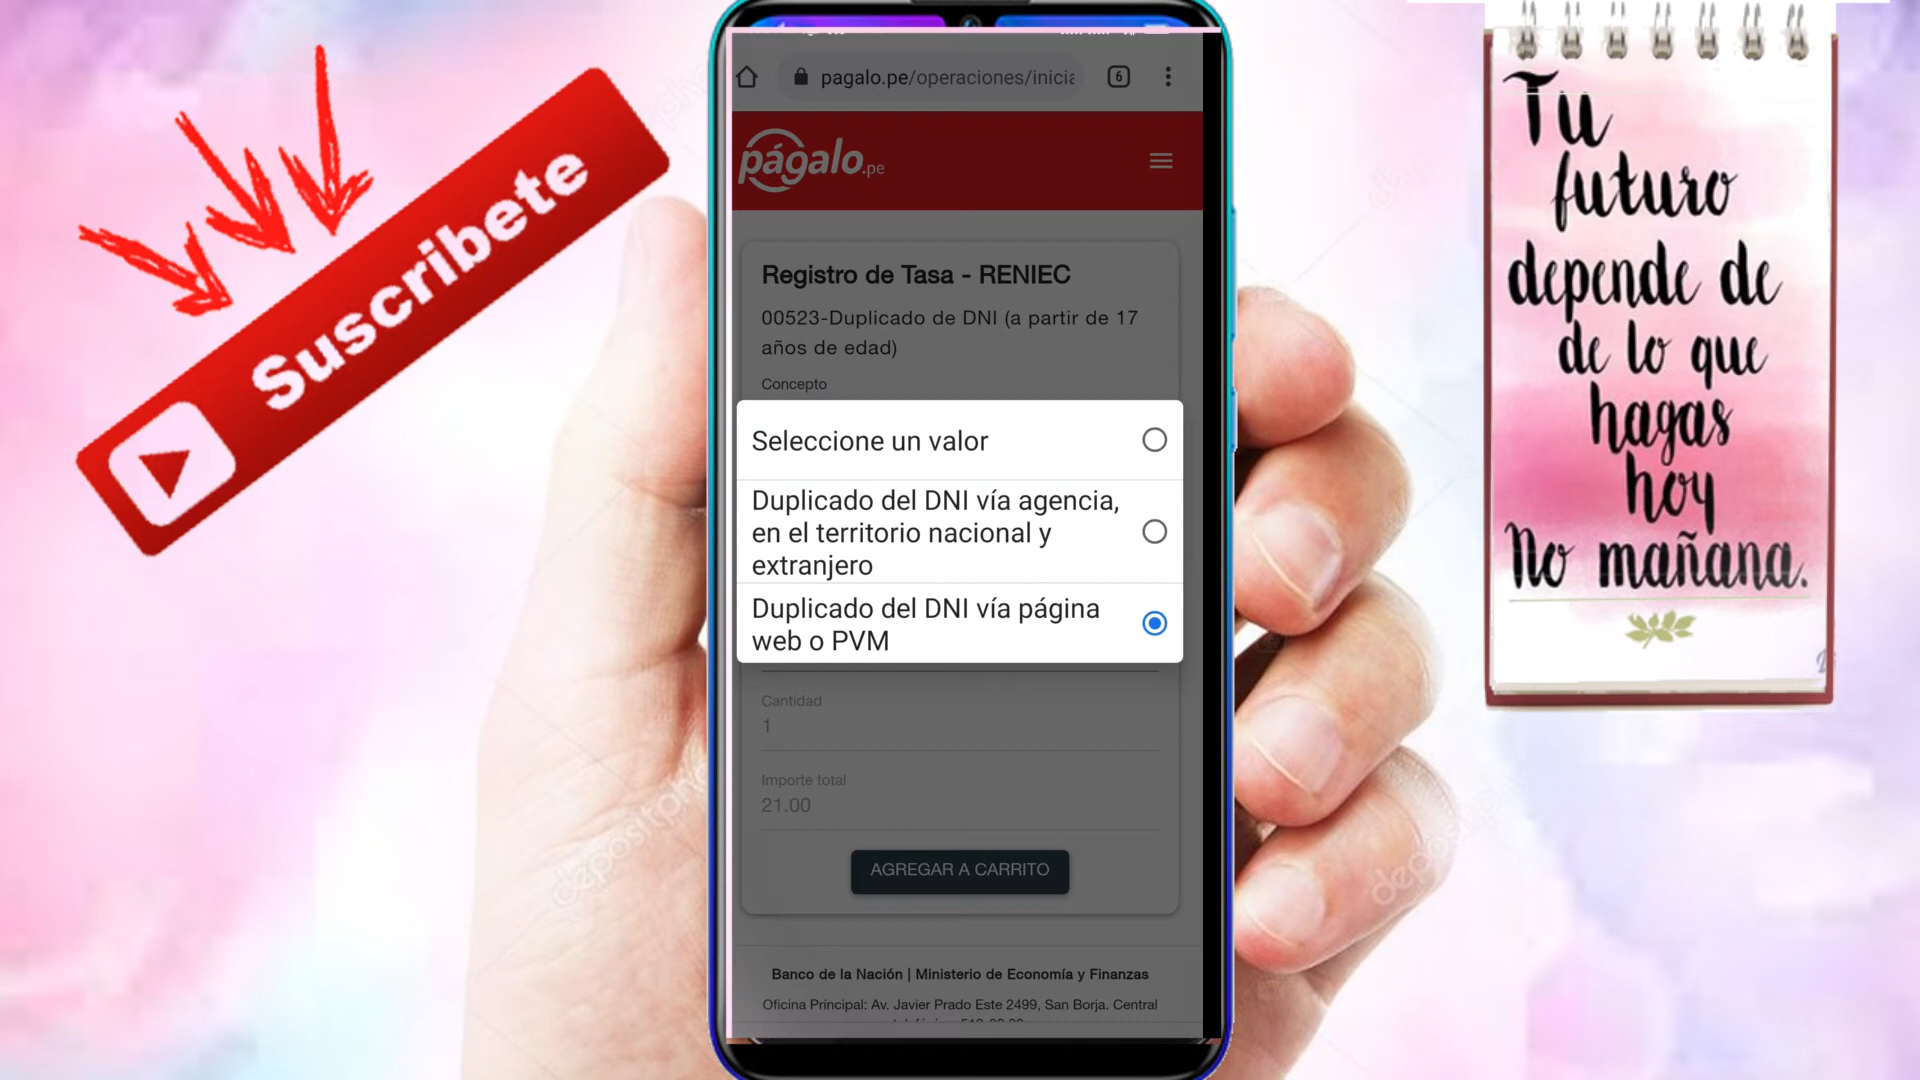 Suscribete
pagalo.pe/operaciones/inicia
6
págalo.pe
Registro de Tasa - RENIEC
00523-Duplicado de DNI (a partir de 17
años de edad)
Concepto
Seleccione un valor
Duplicado del DNI vía agencia,
en el territorio nacional y
extranjero
Duplicado del DNI vía página
web o PVM
Cantidad
1
Importe total
21.00
AGREGAR A CARRITO
Banco de la Nación | Ministerio de Economía y Finanzas
Oficina Principal: Av. Javier Prado Este 2499, San Borja. Central
Tu
futuro
depende de
de lo que
hagas
hoy
No mañana.
depositpho